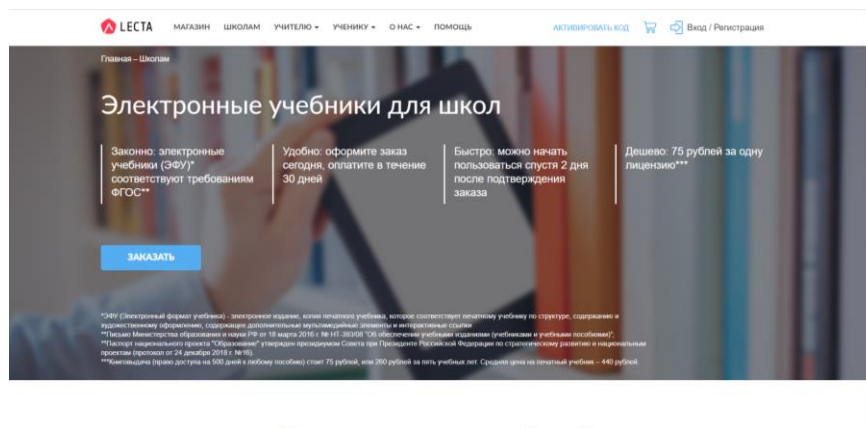 LECTA МАГАЗИН ШКОЛАМ УЧИТЕЛЮ УЧЕНИКУ О НАС ПОМОЩЬ АКТИВИРОВАТЬ КОД Вход / Регистрация
Главная – Школам
Электронные учебники для школ
Законно: электронные
учебники (ЭФУ)*
соответствуют требованиям
ФГОС**
Удобно: оформите заказ
сегодня, оплатите в течение
30 дней
Быстро: можно начать
пользоваться спустя 2 дня
после подтверждения
заказа
Дешево: 75 рублей за одну
лицензию***
ЗАКАЗАТЬ
*ЭФУ (Электронный формат учебника) - электронное издание, копия печатного учебника, которое соответствует печатному учебнику по структуре, содержанию и
художественному оформлению, содержащее дополнительные мультимедийные элементы и интерактивные ссылки
**Письмо Министерства образования и науки РФ от 18 марта 2016 г. № НТ-393/08 "Об обеспечении учебными изданиями (учебниками и учебными пособиями)",
**Паспорт национального проекта "Образование" утвержден президиумом Совета при Президенте Российской Федерации по стратегическому развитию и национальным
проектам (протокол от 24 декабря 2018 г. №16).
***Книговыдача (право доступа на 500 дней к любому пособию) стоит 75 рублей, или 260 рублей за пять учебных лет. Средняя цена на печатный учебник – 440 рублей.